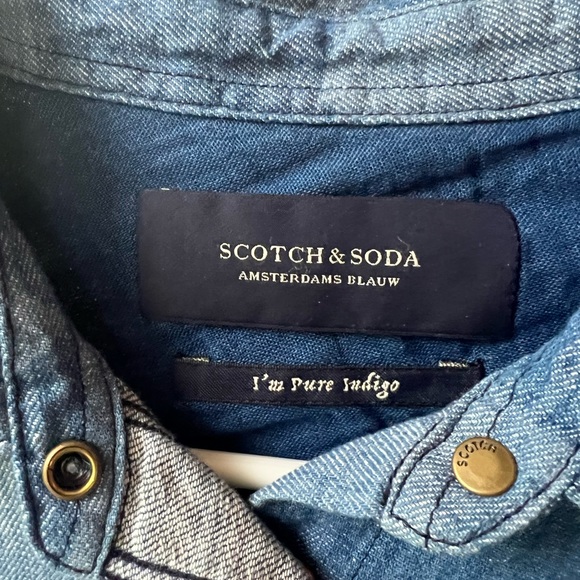 SCOTCH & SODA
AMSTERDAMS BLAUW
I'm Pure Indigo
SCOTCH